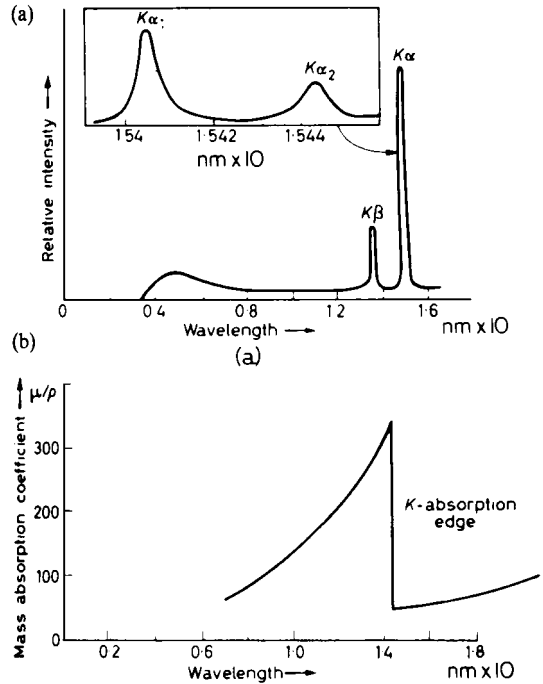 (a)
Kα₁
Kα₂
1·54 1·542 1·544
nm x 10
Kα
Kβ
Relative intensity
0 0·4 0·8 1·2 1·6 nm x 10
Wavelength
(a)
(b)
μ/ρ
300
200
100
0
Mass absorption coefficient
K-absorption
edge
0·2 0·6 1·0 1·4 1·8
Wavelength nm x 10